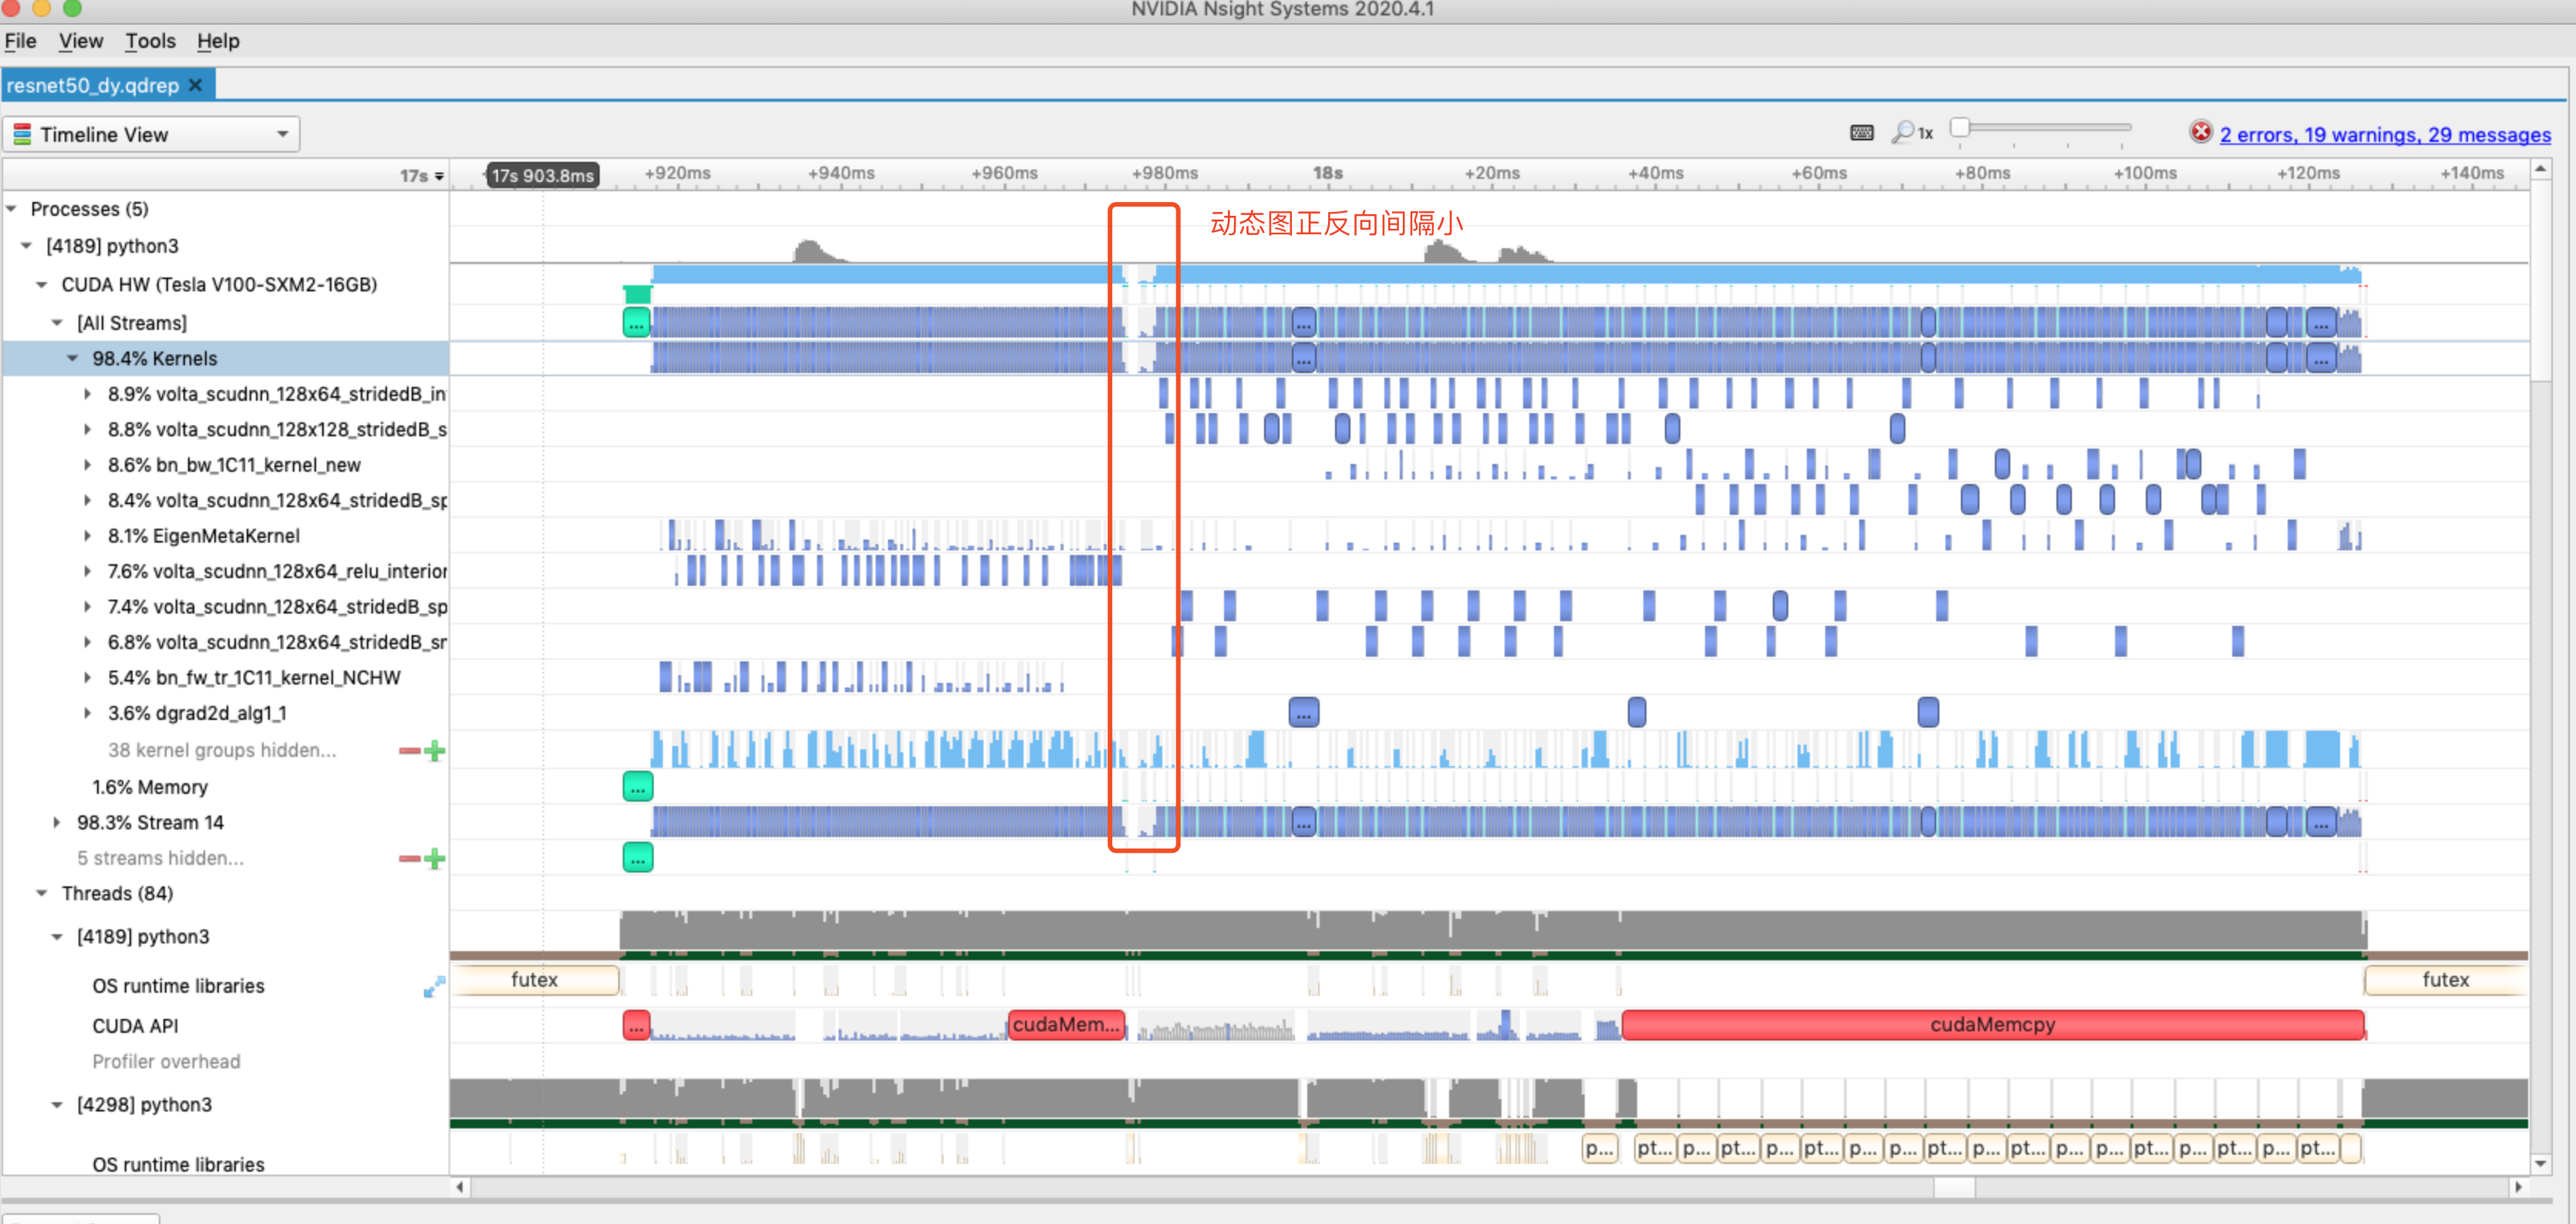 NVIDIA Nsight Systems 2020.4.1
File View Tools Help
resnet50_dy.qdrep
Timeline View
1x
2 errors, 19 warnings, 29 messages
17s
17s 903.8ms
+920ms +940ms +960ms +980ms 18s +20ms +40ms +60ms +80ms +100ms +120ms +140ms
Processes (5)
动态图正反向间隔小
[4189] python3
CUDA HW (Tesla V100-SXM2-16GB)
[All Streams]
... ... ...
98.4% Kernels
... ...
8.9% volta_scudnn_128x64_stridedB_in
8.8% volta_scudnn_128x128_stridedB_s
8.6% bn_bw_1C11_kernel_new
8.4% volta_scudnn_128x64_stridedB_sp
8.1% EigenMetaKernel
7.6% volta_scudnn_128x64_relu_interior
7.4% volta_scudnn_128x64_stridedB_sp
6.8% volta_scudnn_128x64_stridedB_sr
5.4% bn_fw_tr_1C11_kernel_NCHW
3.6% dgrad2d_alg1_1
...
38 kernel groups hidden...
1.6% Memory
...
98.3% Stream 14
... ...
5 streams hidden...
...
Threads (84)
[4189] python3
OS runtime libraries
futex futex
CUDA API
... cudaMem... cudaMemcpy
Profiler overhead
[4298] python3
OS runtime libraries
p... pt... p... pt... p... pt... p... p... pt... p... pt... p... p... pt... p... pt... p... pt...